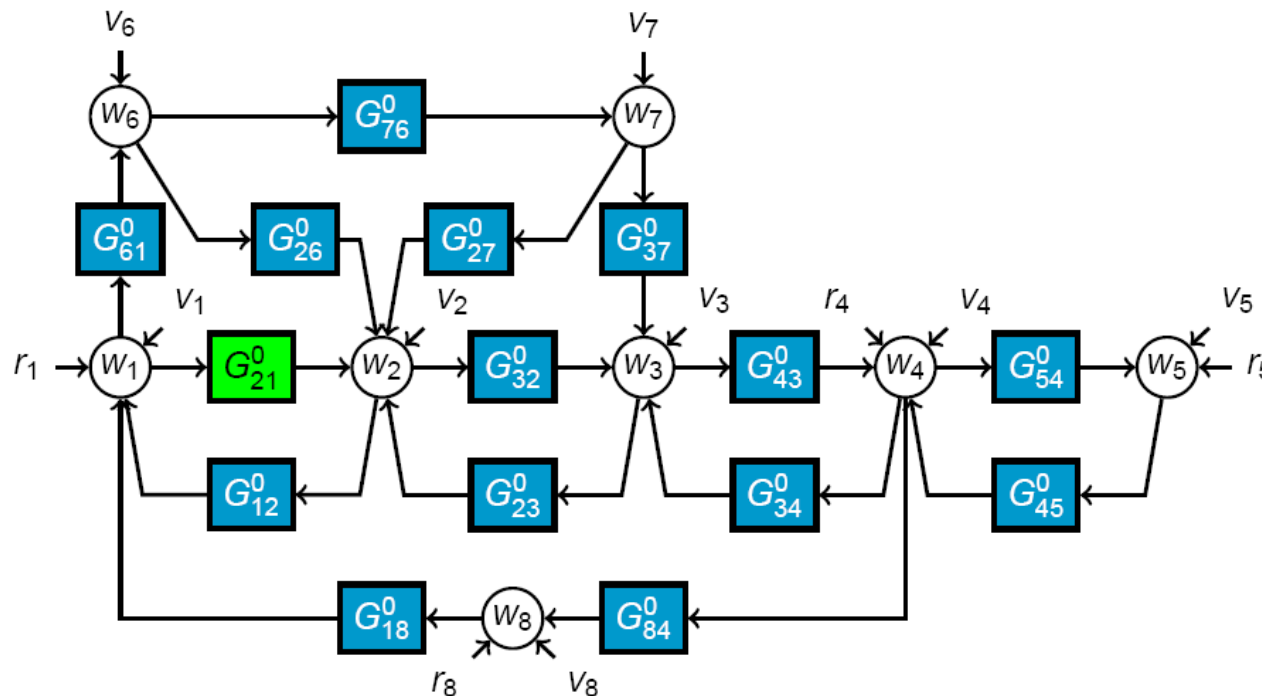 v6 v7
w6 G⁰76 w7
G⁰61 G⁰26 G⁰27 G⁰37
v1 v2 v3 r4 v4 v5
r1 w1 G⁰21 w2 G⁰32 w3 G⁰43 w4 G⁰54 w5 r5
G⁰12 G⁰23 G⁰34 G⁰45
G⁰18 w8 G⁰84
r8 v8